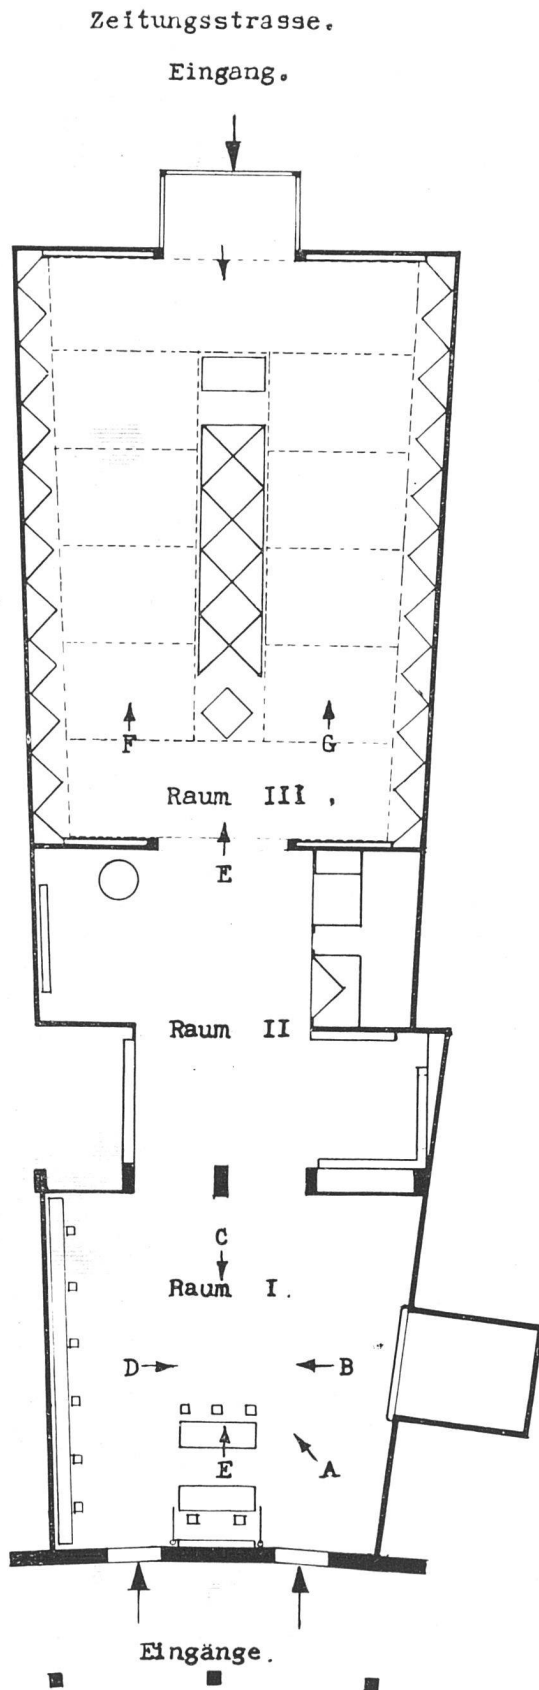 Zeitungsstrasse.
Eingang.
F G
Raum III.
E
Raum II
C
Raum I.
D B
E A
Eingänge.